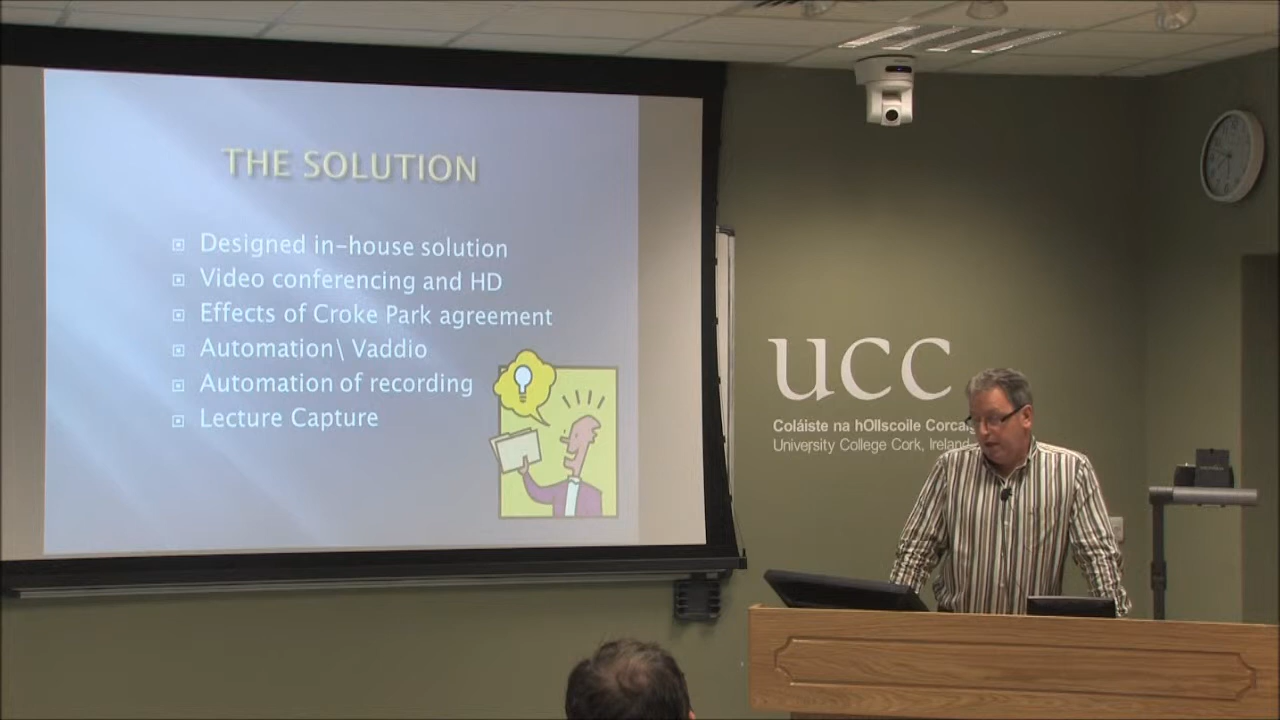 THE SOLUTION
Designed in-house solution
Video conferencing and HD
Effects of Croke Park agreement
Automation\ Vaddio
Automation of recording
Lecture Capture
UCC
Coláiste na hOllscoile Corcaig
University College Cork, Ireland